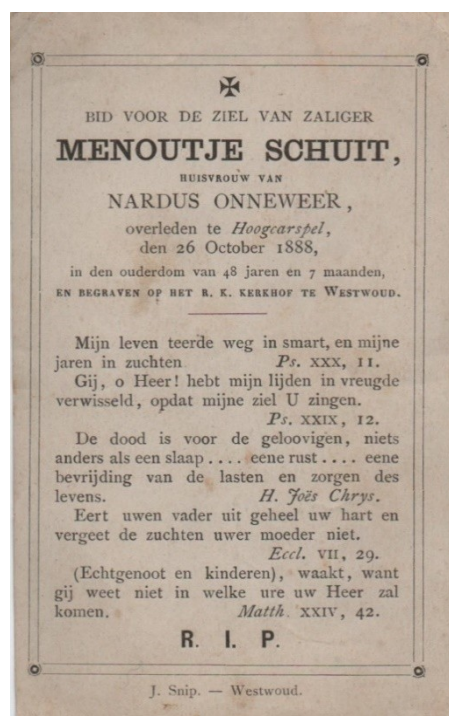 BID VOOR DE ZIEL VAN ZALIGER
MENOUTJE SCHUIT,
HUISVROUW VAN
NARDUS ONNEWEER,
overleden te Hoogcarspel,
den 26 October 1888,
in den ouderdom van 48 jaren en 7 maanden,
EN BEGRAVEN OP HET R. K. KERKHOF TE WESTWOUD.
Mijn leven teerde weg in smart, en mijne
jaren in zuchten Ps. XXX, 11.
Gij, o Heer! hebt mijn lijden in vreugde
verwisseld, opdat mijne ziel U zingen.
Ps. XXIX, 12.
De dood is voor de geloovigen, niets
anders als een slaap .... eene rust .... eene
bevrijding van de lasten en zorgen des
levens. H. Joës Chrys.
Eert uwen vader uit geheel uw hart en
vergeet de zuchten uwer moeder niet.
Eccl. VII, 29.
(Echtgenoot en kinderen), waakt, want
gij weet niet in welke ure uw Heer zal
komen. Matth. XXIV, 42.
R. I. P.
J. Snip. — Westwoud.